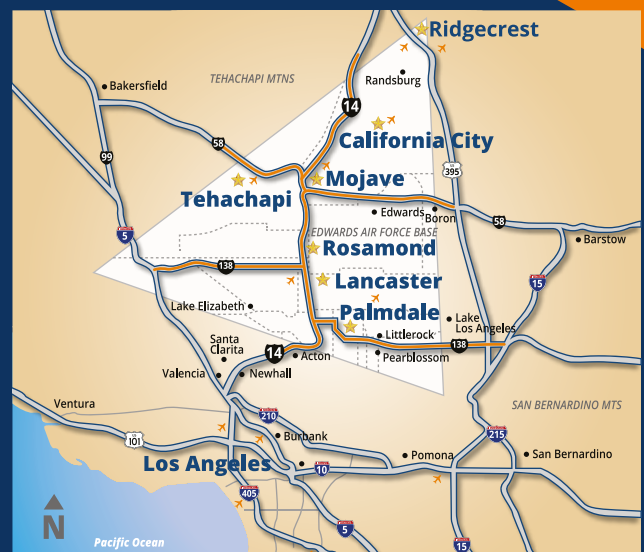 Ridgecrest
TEHACHAPI MTNS
Randsburg
Bakersfield
14
California City
58
99
US
395
Mojave
Tehachapi
Edwards
Boron
58
5
EDWARDS AIR FORCE BASE
Barstow
Rosamond
138
15
Lancaster
Lake Elizabeth
Palmdale
Lake
Los Angeles
Littlerock
138
Santa
Clarita
14
Acton
Pearblossom
Valencia
Newhall
Ventura
SAN BERNARDINO MTS
210
215
US
101
Burbank
Pomona
San Bernardino
Los Angeles
10
405
N
5
15
Pacific Ocean